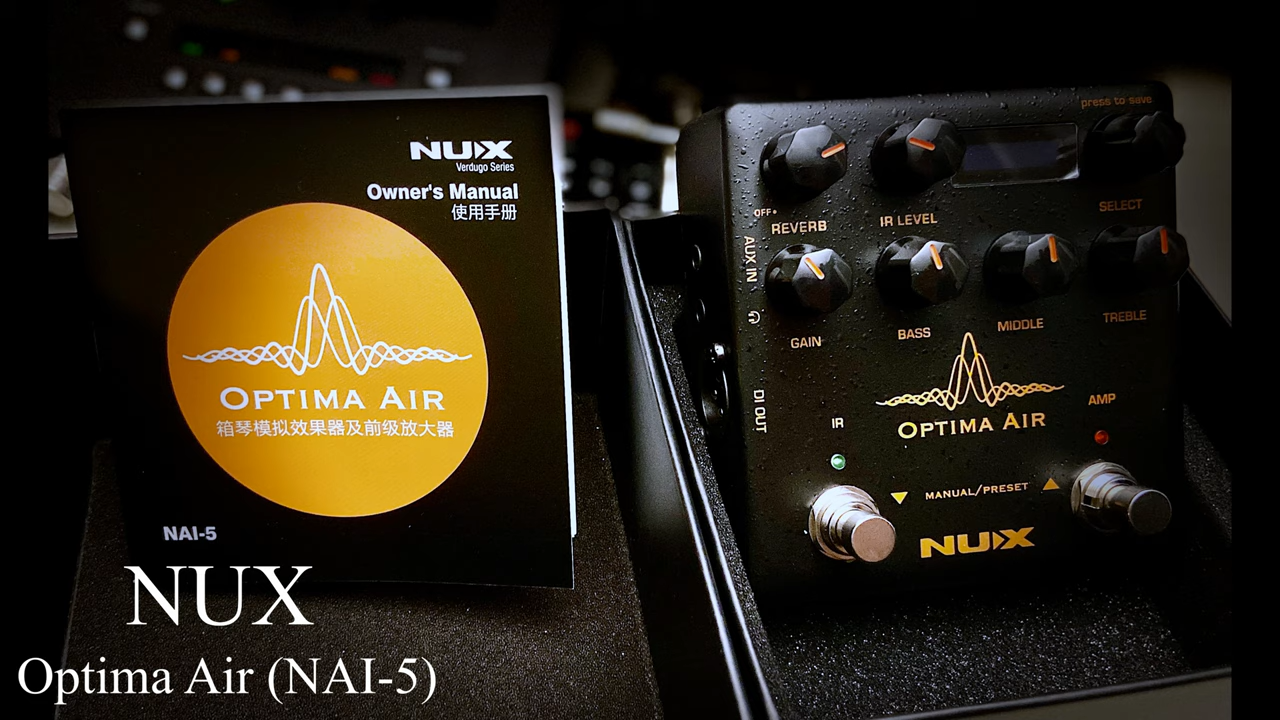 NUX
Verdugo Series
Owner's Manual
使用手册
OPTIMA AIR
箱琴模拟效果器及前级放大器
NAI-5
NUX
Optima Air (NAI-5)
press to save
OFF
REVERB
IR LEVEL
SELECT
AUX IN
GAIN
BASS
MIDDLE
TREBLE
DI OUT
OPTIMA AIR
IR
AMP
MANUAL/PRESET
NUX